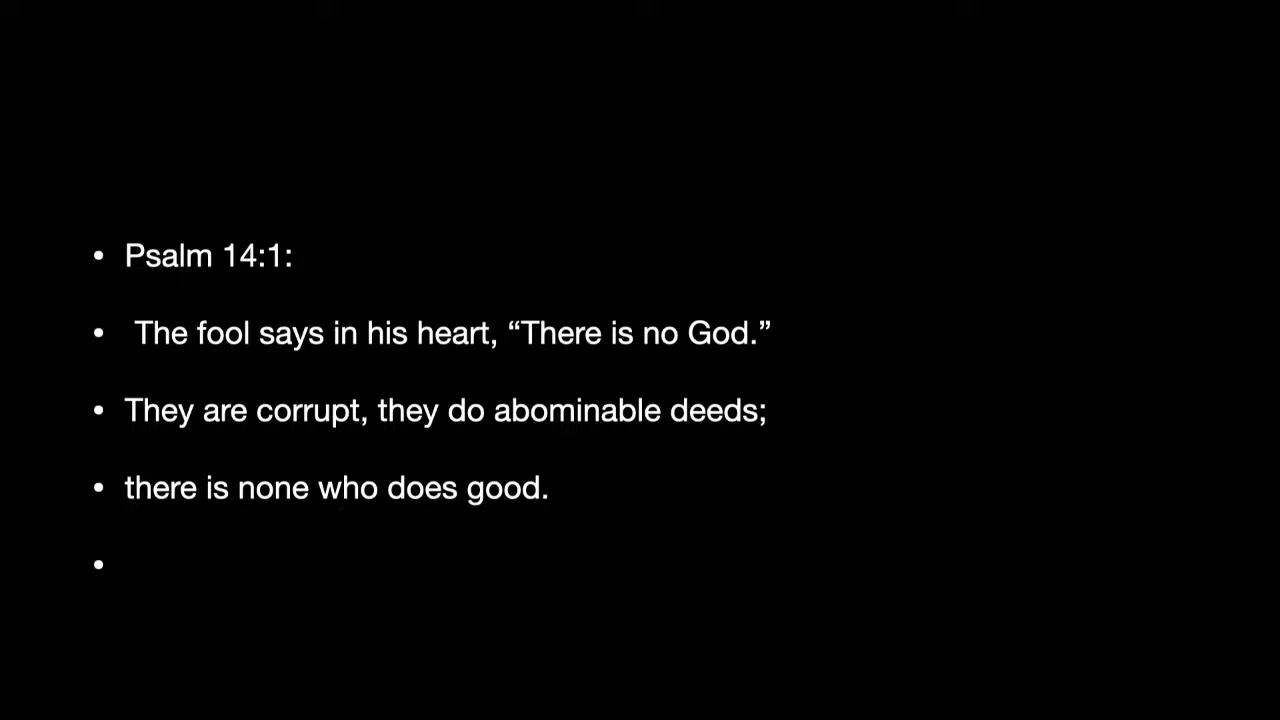 • Psalm 14:1:
• The fool says in his heart, “There is no God.”
• They are corrupt, they do abominable deeds;
• there is none who does good.
•